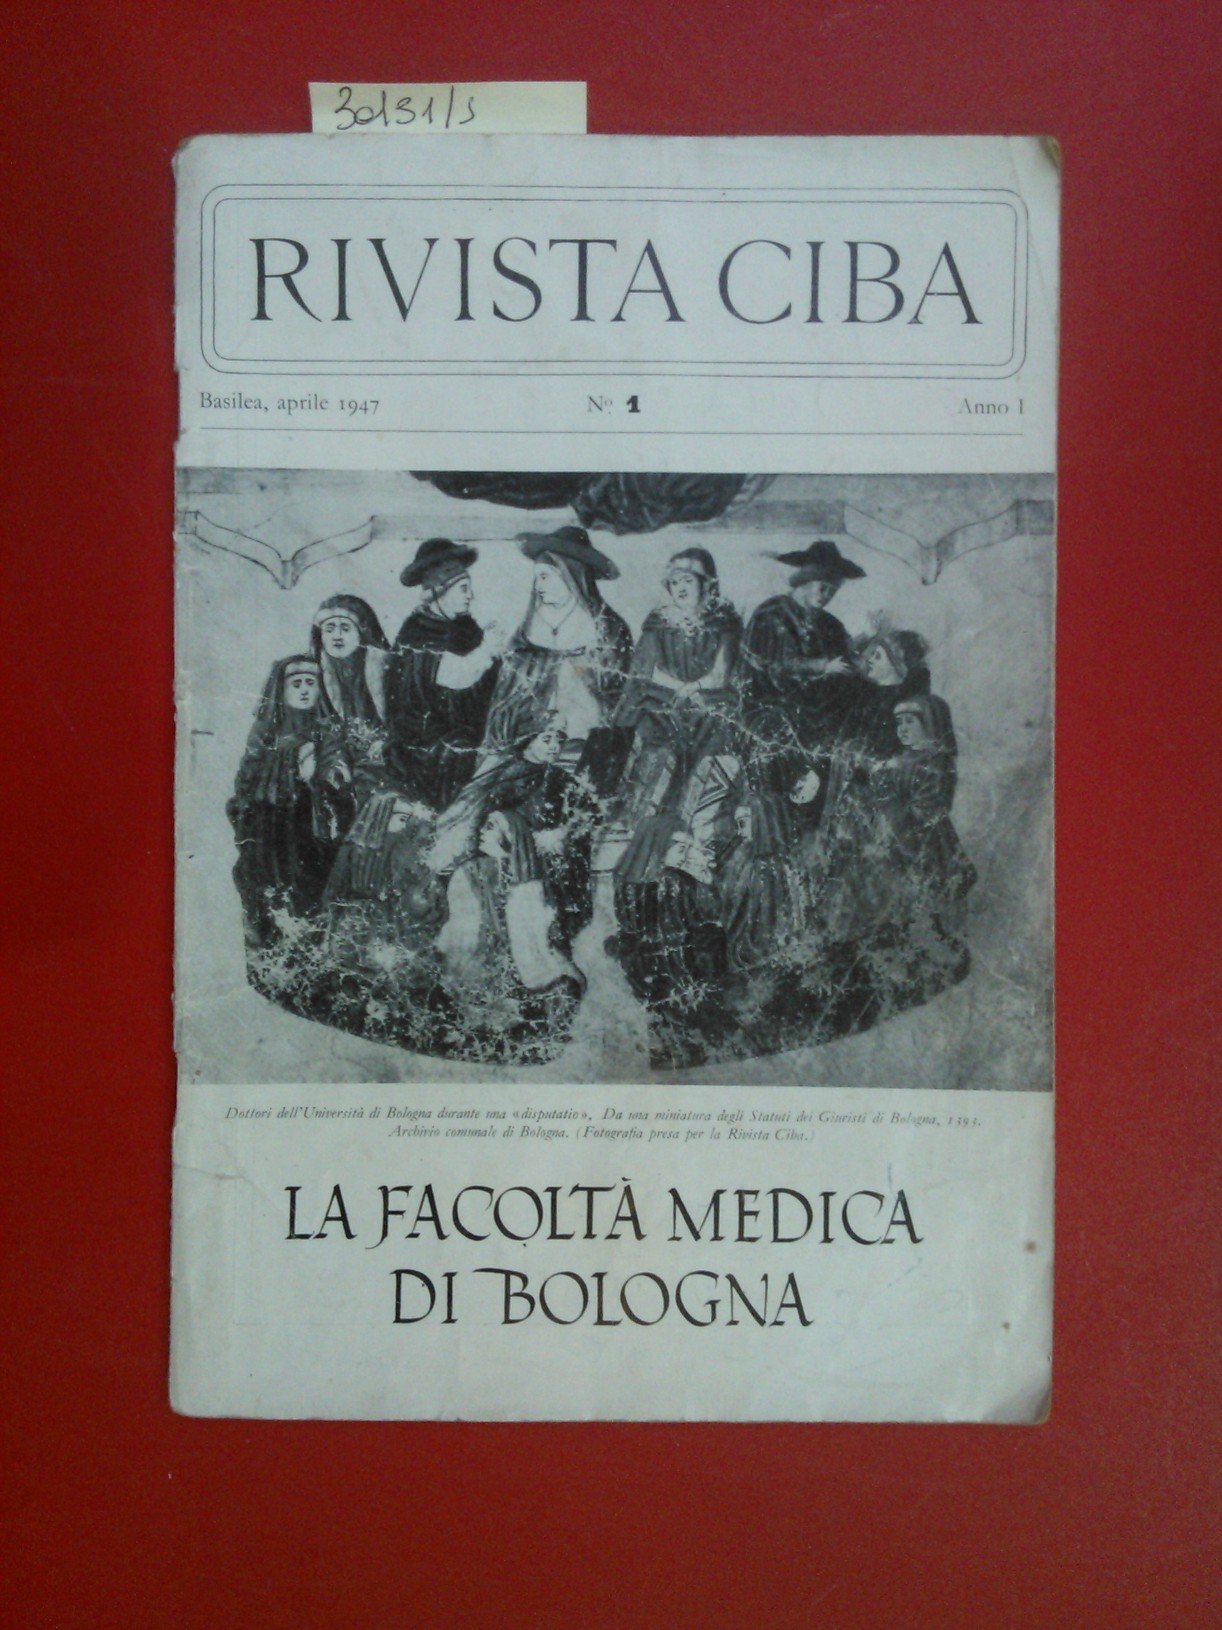 30131/s
RIVISTA CIBA
Basilea, aprile 1947 Nº 1 Anno I
Dottori dell'Università di Bologna durante una «disputatio», Da una miniatura degli Statuti dei Giuristi di Bologna, 1393.
Archivio comunale di Bologna. (Fotografia presa per la Rivista Ciba.)
LA FACOLTÀ MEDICA
DI BOLOGNA